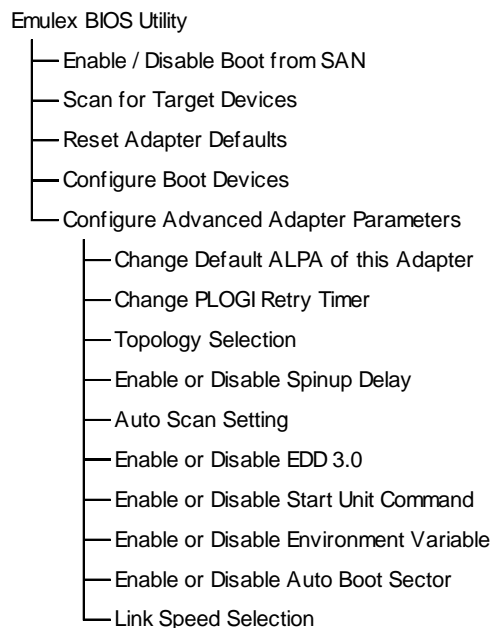 Emulex BIOS Utility
Enable / Disable Boot from SAN
Scan for Target Devices
Reset Adapter Defaults
Configure Boot Devices
Configure Advanced Adapter Parameters
Change Default ALPA of this Adapter
Change PLOGI Retry Timer
Topology Selection
Enable or Disable Spinup Delay
Auto Scan Setting
Enable or Disable EDD 3.0
Enable or Disable Start Unit Command
Enable or Disable Environment Variable
Enable or Disable Auto Boot Sector
Link Speed Selection